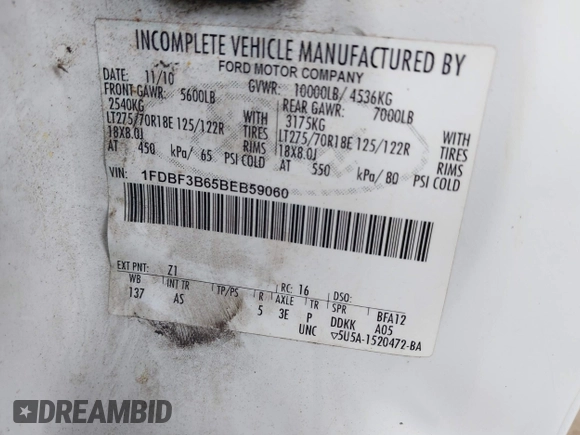 INCOMPLETE VEHICLE MANUFACTURED BY
FORD MOTOR COMPANY
DATE: 11/10 GVWR: 10000LB/ 4536KG
FRONT GAWR: 5600LB REAR GAWR: 7000LB
2540KG WITH 3175KG WITH
LT275/70R18E 125/122R TIRES LT275/70R18E 125/122R TIRES
18X8.0J RIMS 18X8.0J RIMS
AT 450 kPa/ 65 PSI COLD AT 550 kPa/ 80 PSI COLD
VIN: 1FDBF3B65BEB59060
EXT PNT: Z1 RC: 16 DSO:
WB INT TR TP/PS R AXLE TR SPR BFA12
137 AS 5 3E P DDKK A05
UNC ▽5U5A-1520472-BA
DREAMBID